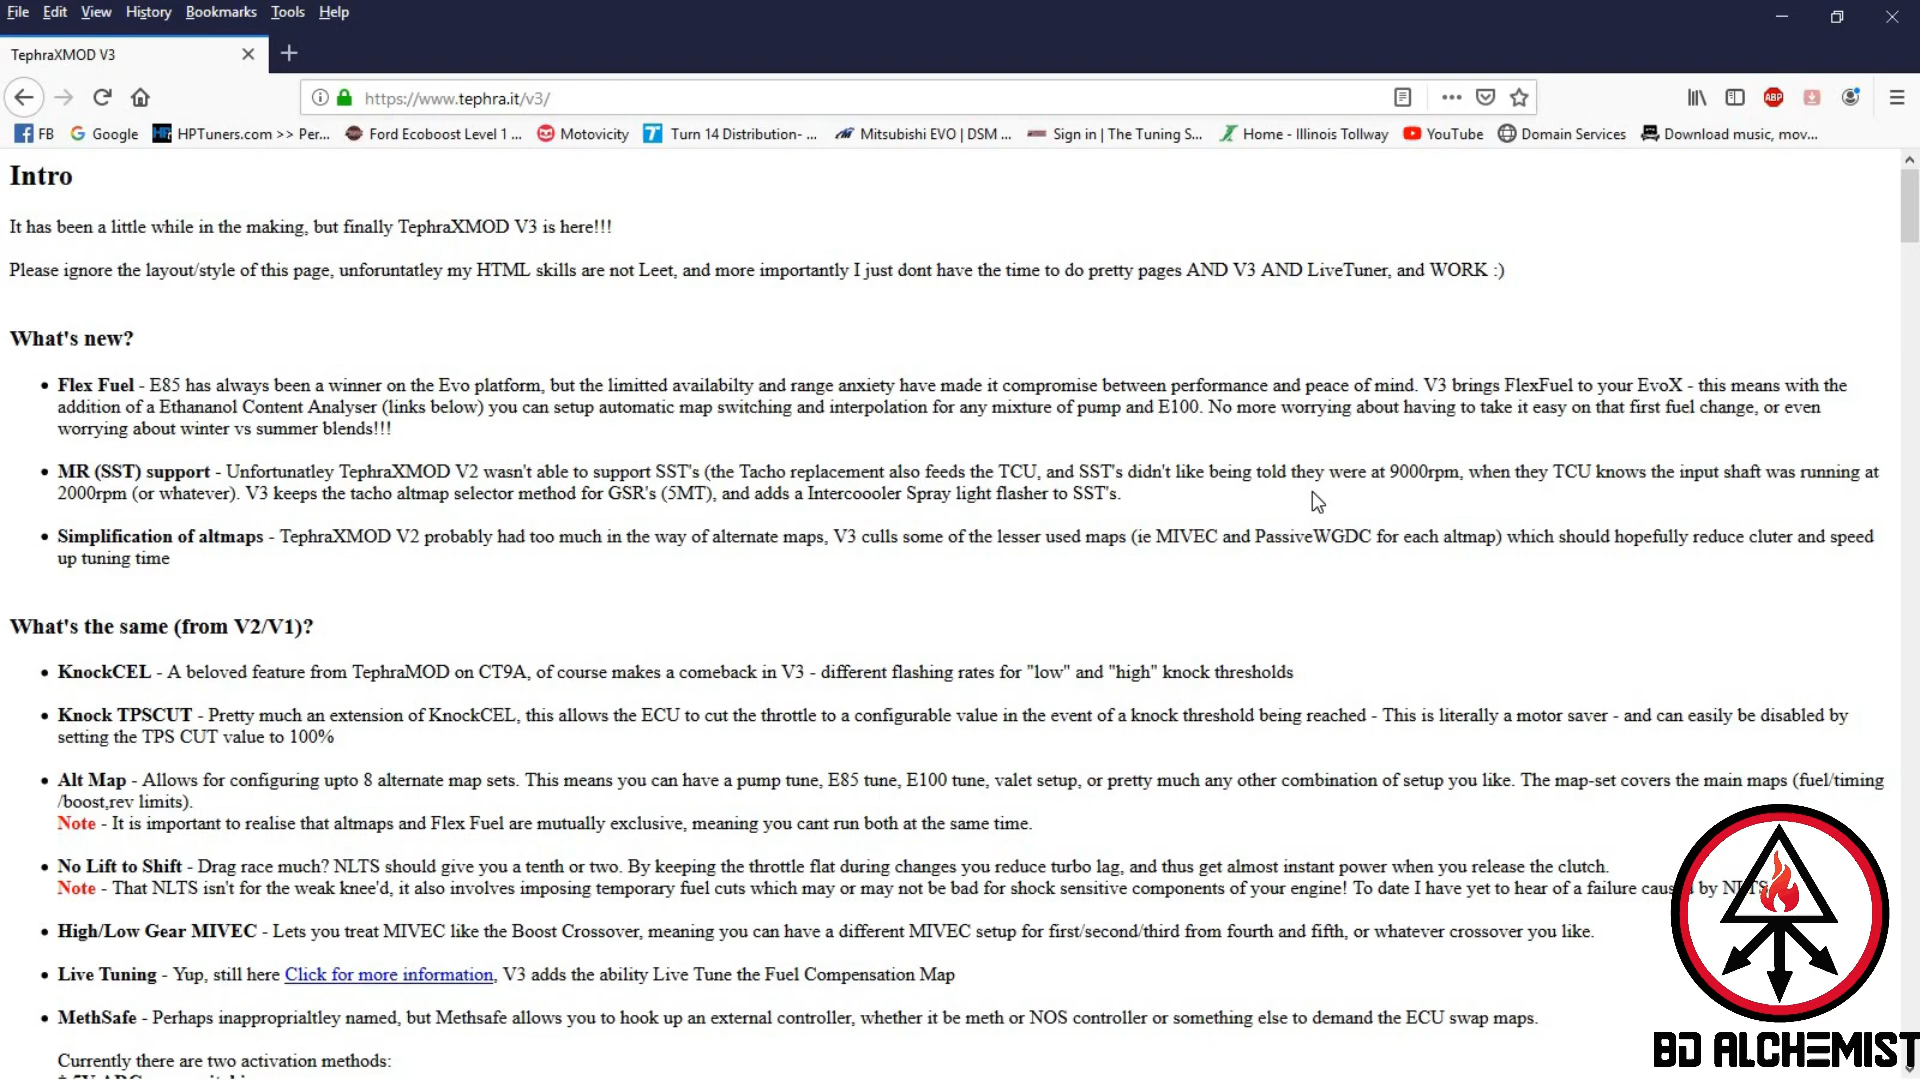 File Edit View History Bookmarks Tools Help
TephraXMOD V3
https://www.tephra.it/v3/
FB Google HPTuners.com >> Per... Ford Ecoboost Level 1 ... Motovicity Turn 14 Distribution- ... Mitsubishi EVO | DSM ... Sign in | The Tuning S... Home - Illinois Tollway YouTube Domain Services Download music, mov...
Intro
It has been a little while in the making, but finally TephraXMOD V3 is here!!!
Please ignore the layout/style of this page, unforuntatley my HTML skills are not Leet, and more importantly I just dont have the time to do pretty pages AND V3 AND LiveTuner, and WORK :)
What's new?
• Flex Fuel - E85 has always been a winner on the Evo platform, but the limitted availabilty and range anxiety have made it compromise between performance and peace of mind. V3 brings FlexFuel to your EvoX - this means with the
addition of a Ethananol Content Analyser (links below) you can setup automatic map switching and interpolation for any mixture of pump and E100. No more worrying about having to take it easy on that first fuel change, or even
worrying about winter vs summer blends!!!
• MR (SST) support - Unfortunatley TephraXMOD V2 wasn't able to support SST's (the Tacho replacement also feeds the TCU, and SST's didn't like being told they were at 9000rpm, when they TCU knows the input shaft was running at
2000rpm (or whatever). V3 keeps the tacho altmap selector method for GSR's (5MT), and adds a Intercoooler Spray light flasher to SST's.
• Simplification of altmaps - TephraXMOD V2 probably had too much in the way of alternate maps, V3 culls some of the lesser used maps (ie MIVEC and PassiveWGDC for each altmap) which should hopefully reduce cluter and speed
up tuning time
What's the same (from V2/V1)?
• KnockCEL - A beloved feature from TephraMOD on CT9A, of course makes a comeback in V3 - different flashing rates for "low" and "high" knock thresholds
• Knock TPSCUT - Pretty much an extension of KnockCEL, this allows the ECU to cut the throttle to a configurable value in the event of a knock threshold being reached - This is literally a motor saver - and can easily be disabled by
setting the TPS CUT value to 100%
• Alt Map - Allows for configuring upto 8 alternate map sets. This means you can have a pump tune, E85 tune, E100 tune, valet setup, or pretty much any other combination of setup you like. The map-set covers the main maps (fuel/timing
/boost,rev limits).
Note - It is important to realise that altmaps and Flex Fuel are mutually exclusive, meaning you cant run both at the same time.
• No Lift to Shift - Drag race much? NLTS should give you a tenth or two. By keeping the throttle flat during changes you reduce turbo lag, and thus get almost instant power when you release the clutch.
Note - That NLTS isn't for the weak knee'd, it also involves imposing temporary fuel cuts which may or may not be bad for shock sensitive components of your engine! To date I have yet to hear of a failure caused by NLTS
• High/Low Gear MIVEC - Lets you treat MIVEC like the Boost Crossover, meaning you can have a different MIVEC setup for first/second/third from fourth and fifth, or whatever crossover you like.
• Live Tuning - Yup, still here Click for more information, V3 adds the ability Live Tune the Fuel Compensation Map
• MethSafe - Perhaps inapproprialtley named, but Methsafe allows you to hook up an external controller, whether it be meth or NOS controller or something else to demand the ECU swap maps.
Currently there are two activation methods:
BD ALCHEMIST